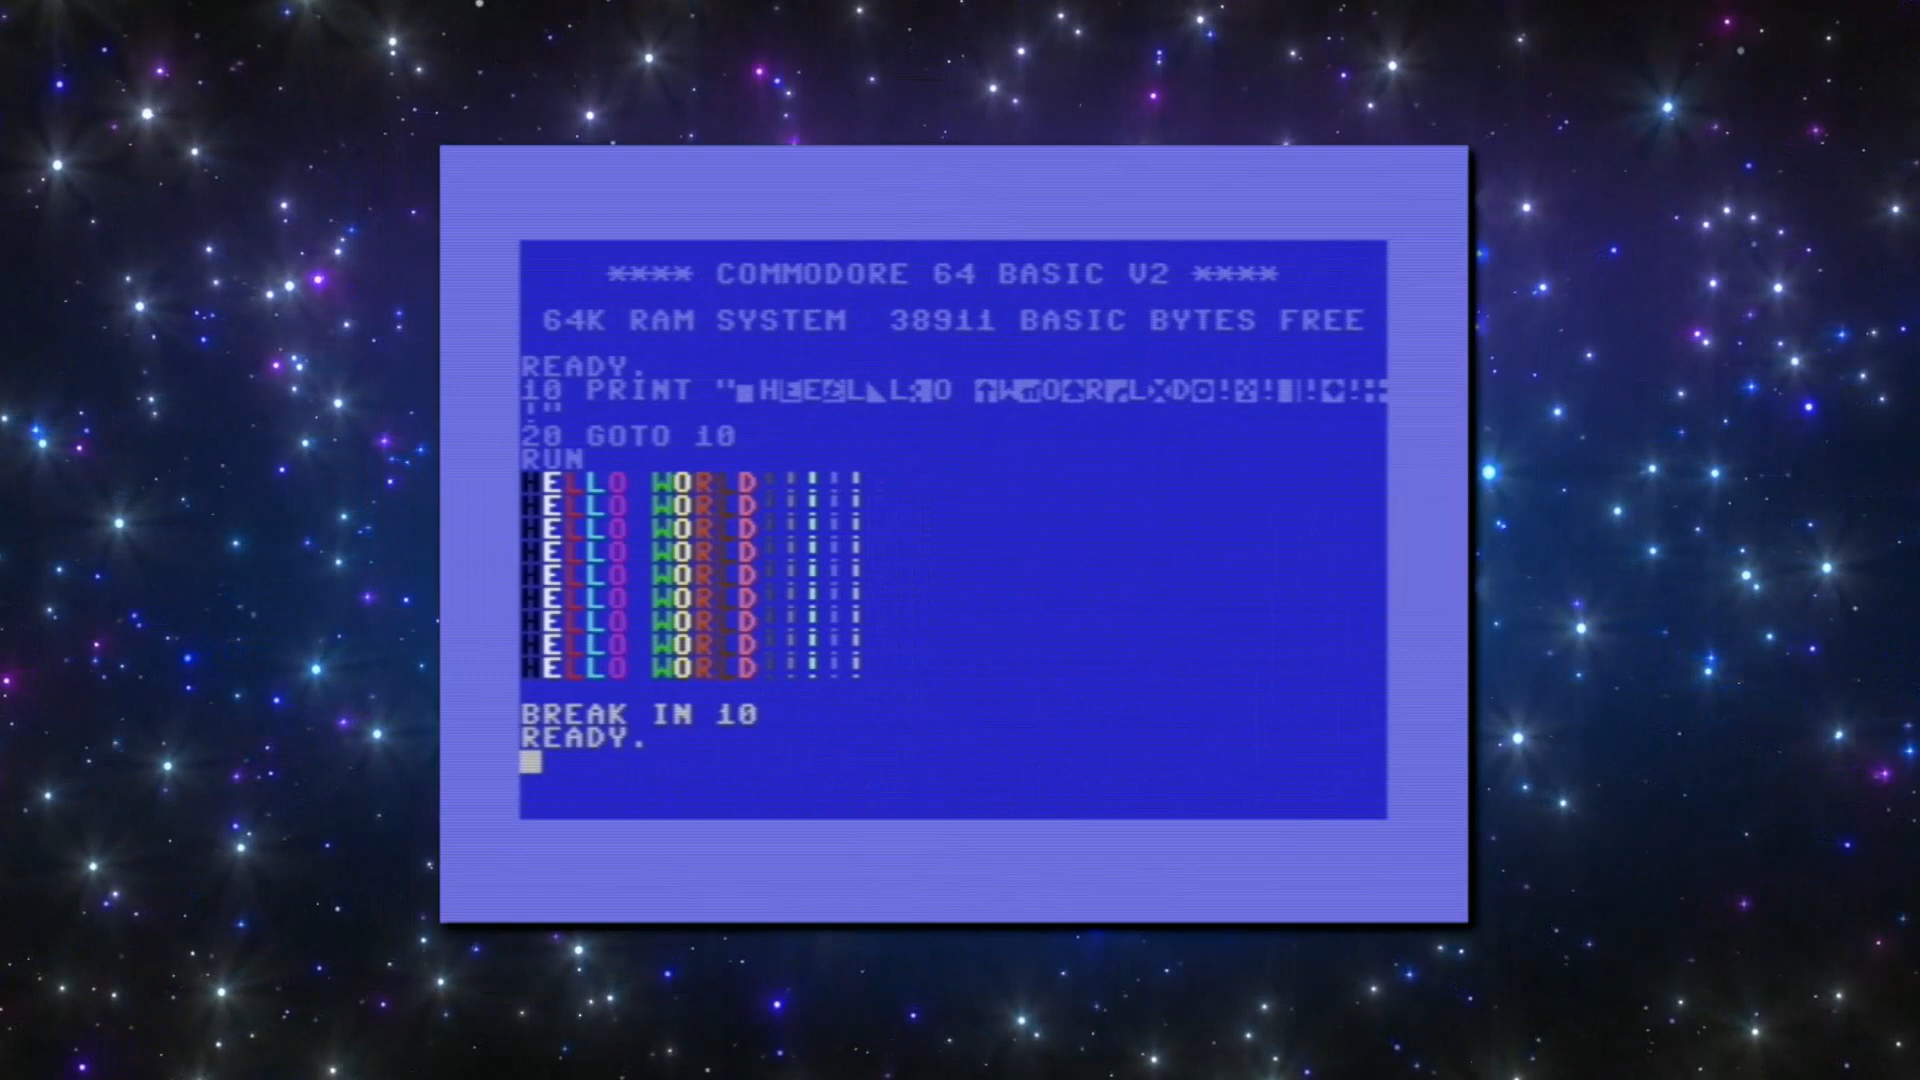 **** COMMODORE 64 BASIC V2 ****
64K RAM SYSTEM  38911 BASIC BYTES FREE
READY.
10 PRINT "
!"
20 GOTO 10
RUN
HELLO WORLD!!!!!
HELLO WORLD!!!!!
HELLO WORLD!!!!!
HELLO WORLD!!!!!
HELLO WORLD!!!!!
HELLO WORLD!!!!!
HELLO WORLD!!!!!
HELLO WORLD!!!!!
HELLO WORLD!!!!!
BREAK IN 10
READY.